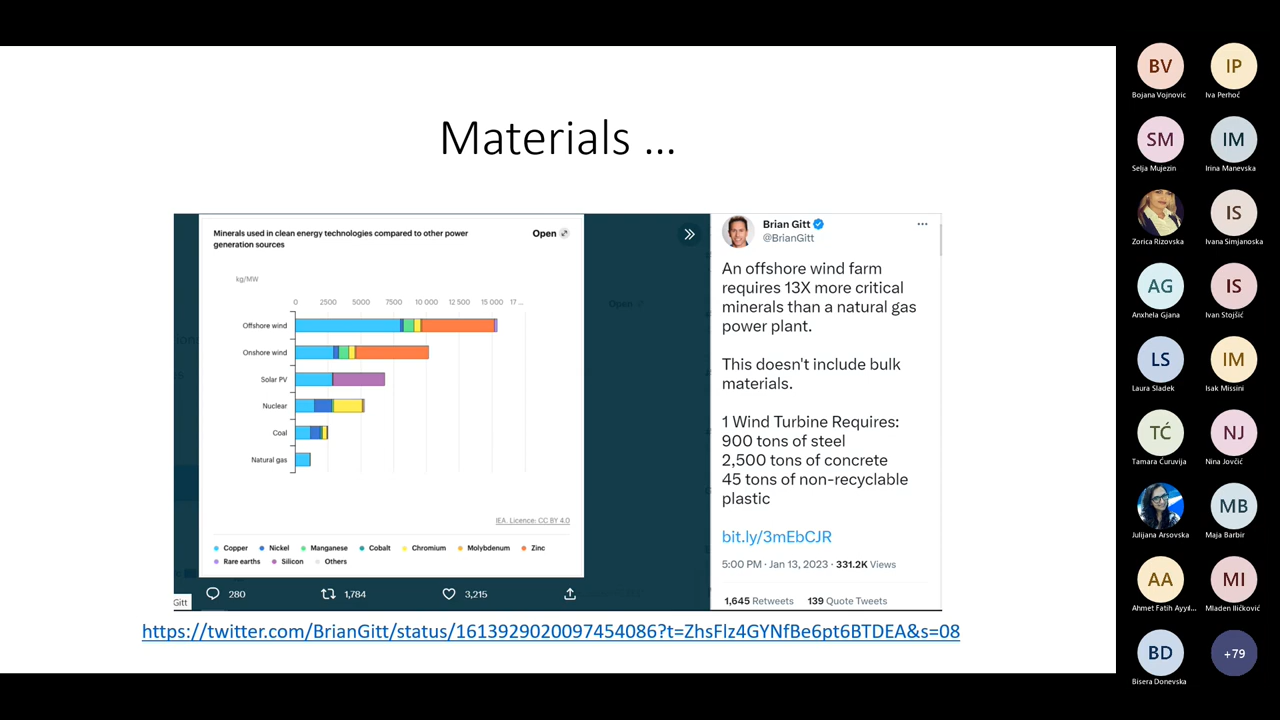 Materials ...
Minerals used in clean energy technologies compared to other power
generation sources
Open
kg/MW
0 2500 5000 7500 10 000 12 500 15 000 17 ...
Offshore wind
Onshore wind
Solar PV
Nuclear
Coal
Natural gas
IEA. Licence: CC BY 4.0
Copper Nickel Manganese Cobalt Chromium Molybdenum Zinc
Rare earths Silicon Others
280 1,784 3,215
Gitt
Brian Gitt
@BrianGitt
An offshore wind farm
requires 13X more critical
minerals than a natural gas
power plant.
This doesn't include bulk
materials.
1 Wind Turbine Requires:
900 tons of steel
2,500 tons of concrete
45 tons of non-recyclable
plastic
bit.ly/3mEbCJR
5:00 PM · Jan 13, 2023 · 331.2K Views
1,645 Retweets 139 Quote Tweets
https://twitter.com/BrianGitt/status/1613929020097454086?t=ZhsFlz4GYNfBe6pt6BTDEA&s=08
BV IP
Bojana Vojnovic Iva Perhoč
SM IM
Selja Mujezin Irina Manevska
IS
Zorica Rizovska Ivana Simjanoska
AG IS
Anxhela Gjana Ivan Stojšić
LS IM
Laura Sladek Isak Missini
TĆ NJ
Tamara Ćuruvija Nina Jovčić
MB
Julijana Arsovska Maja Barbir
AA MI
Ahmet Fatih Ayyıl... Mladen Iličković
BD +79
Bisera Donevska